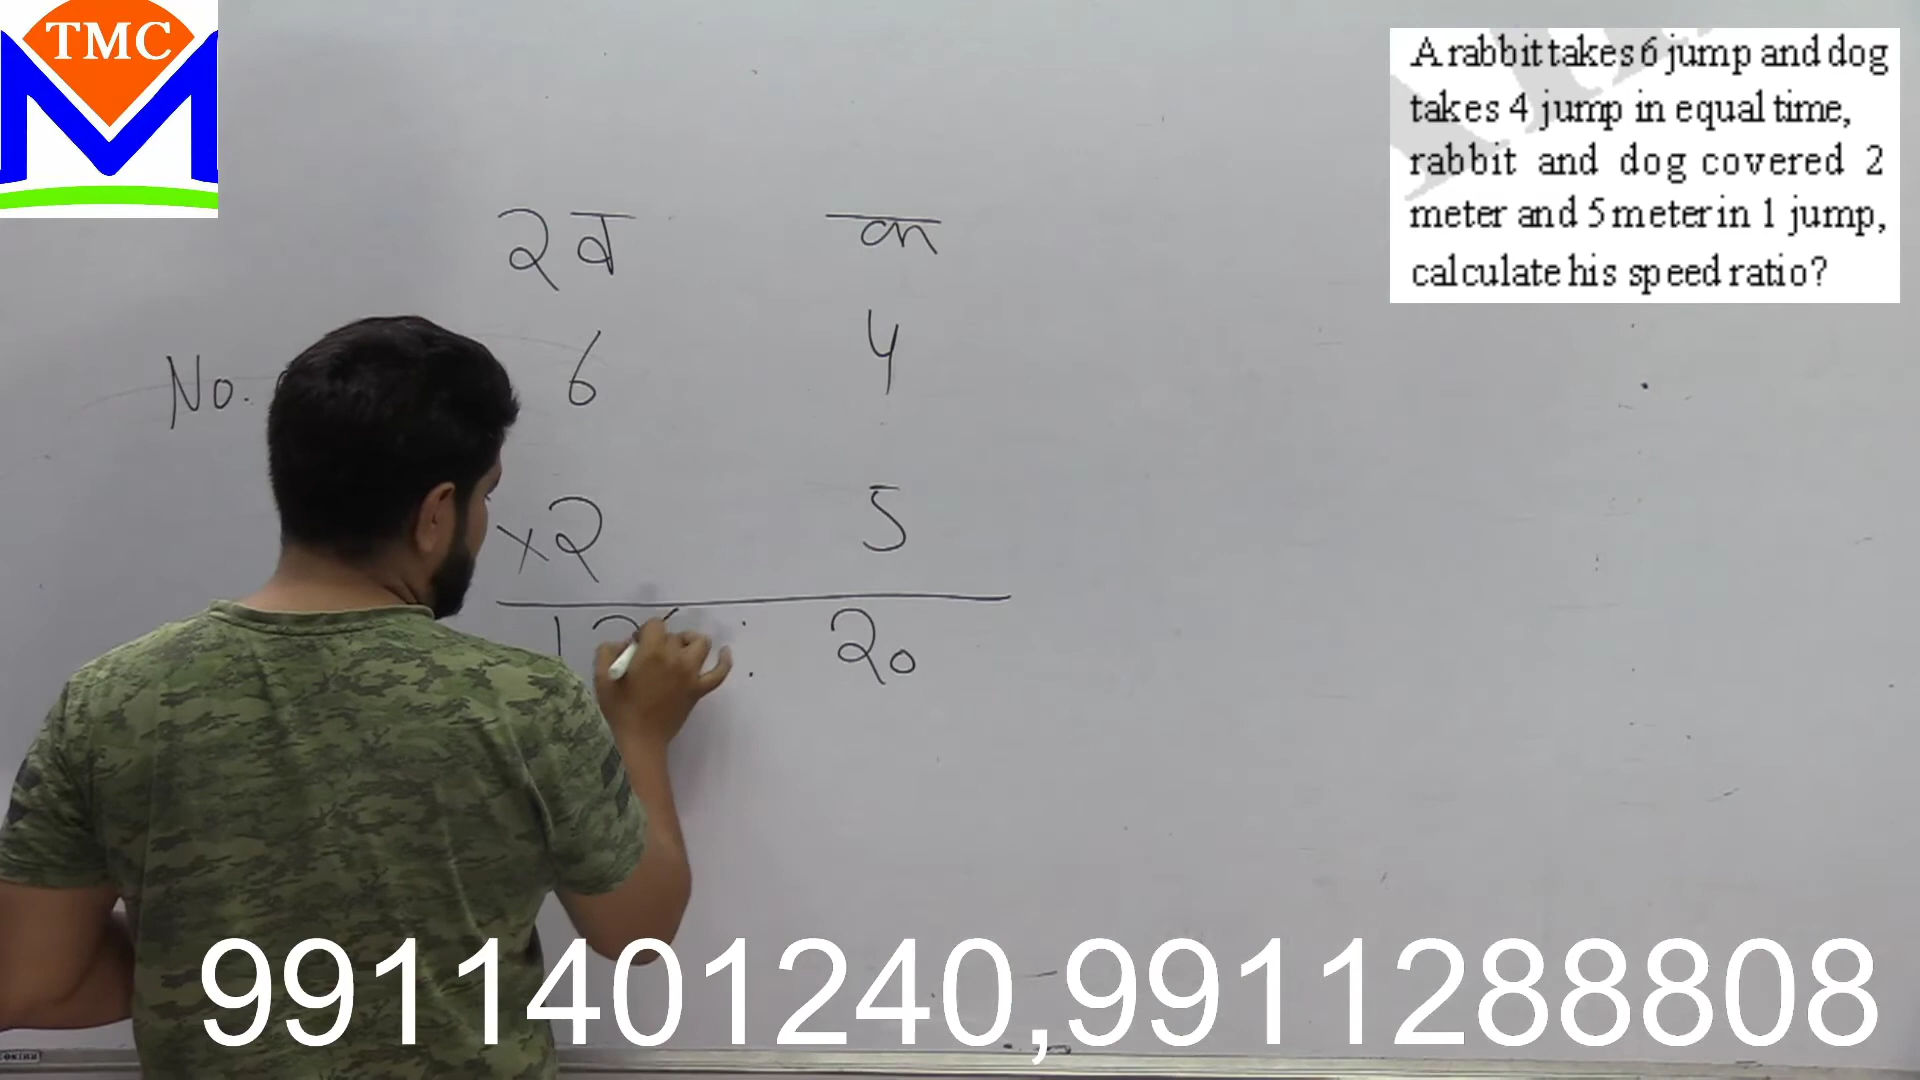 TMC
A rabbit takes 6 jump and dog
takes 4 jump in equal time,
rabbit and dog covered 2
meter and 5 meter in 1 jump,
calculate his speed ratio?
No.
6 4
×2 5
: 20
9911401240,9911288808